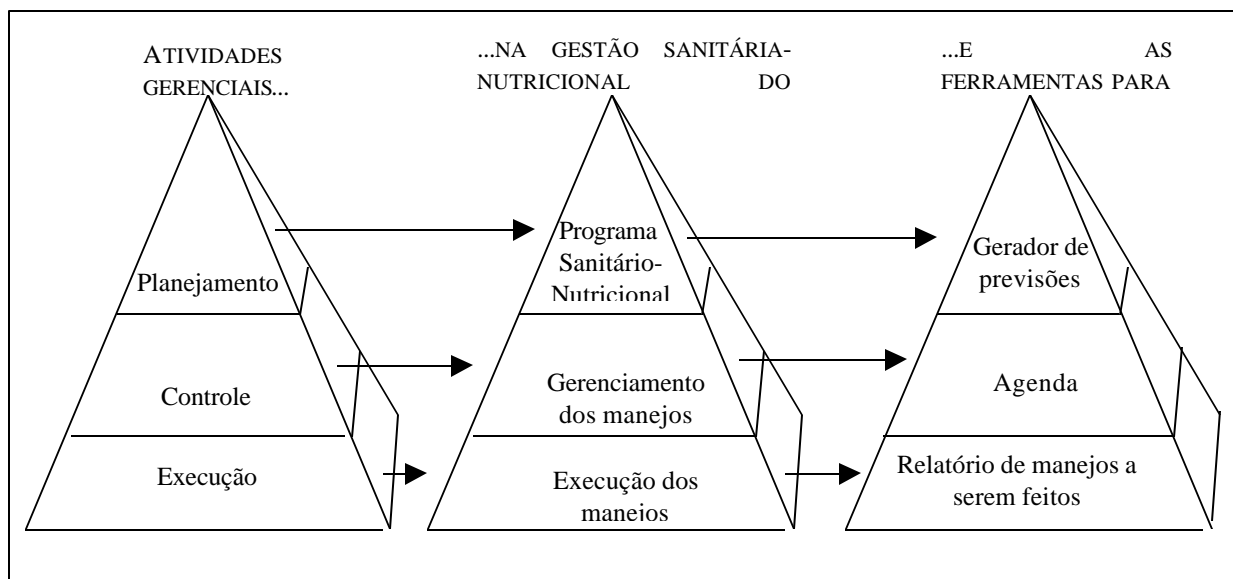 ATIVIDADES
GERENCIAIS...
...NA GESTÃO SANITÁRIA-
NUTRICIONAL DO
...E AS
FERRAMENTAS PARA
Planejamento
Controle
Execução
Programa
Sanitário-
Nutricional
Gerenciamento
dos manejos
Execução dos
manejos
Gerador de
previsões
Agenda
Relatório de manejos a
serem feitos